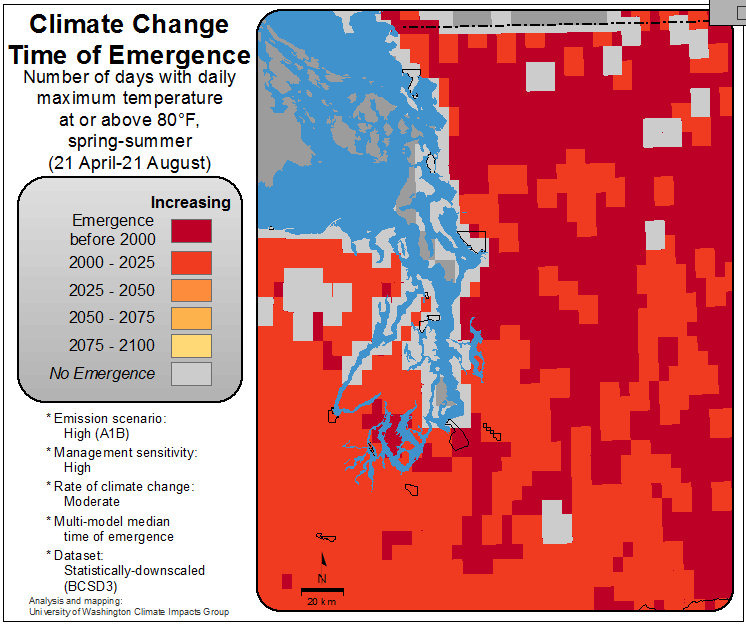 Climate Change
Time of Emergence
Number of days with daily
maximum temperature
at or above 80°F,
spring-summer
(21 April-21 August)
Increasing
Emergence
before 2000
2000 - 2025
2025 - 2050
2050 - 2075
2075 - 2100
No Emergence
* Emission scenario:
High (A1B)
* Management sensitivity:
High
* Rate of climate change:
Moderate
* Multi-model median
time of emergence
* Dataset:
Statistically-downscaled
(BCSD3)
Analysis and mapping:
University of Washington Climate Impacts Group
N
20 km